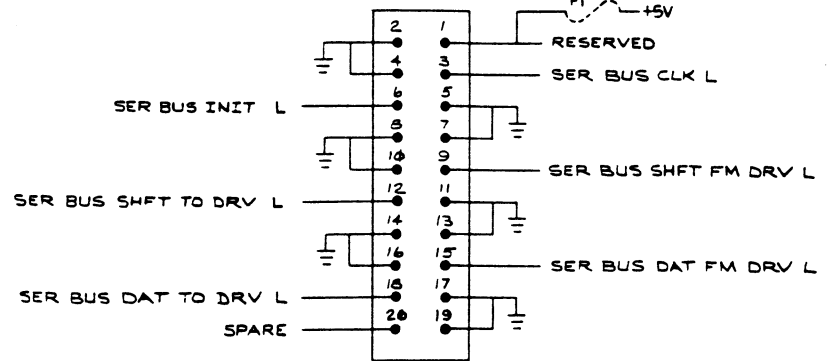 F1 +5V
2 1 RESERVED
4 3 SER BUS CLK L
SER BUS INIT L 6 5
8 7
10 9 SER BUS SHFT FM DRV L
SER BUS SHFT TO DRV L 12 11
14 13
16 15 SER BUS DAT FM DRV L
SER BUS DAT TO DRV L 18 17
SPARE 20 19